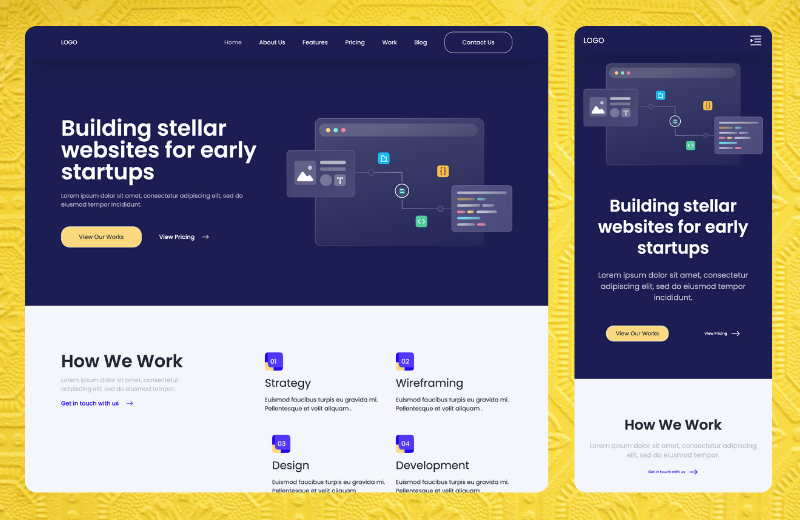 LOGO
Home
About Us
Features
Pricing
Work
Blog
Contact Us
Building stellar
websites for early
startups
Lorem ipsum dolor sit amet, consectetur adipiscing elit, sed do
eiusmod tempor incididunt.
View Our Works
View Pricing
T
{}
<>
How We Work
Lorem ipsum dolor sit amet, consectetur
adipiscing elit, sed do eiusmod tempor.
Get in touch with us
01
Strategy
Euismod faucibus turpis eu gravida mi.
Pellentesque et velit aliquam .
02
Wireframing
Euismod faucibus turpis eu gravida mi.
Pellentesque et velit aliquam .
03
Design
Euismod faucibus turpis eu gravida mi.
Pellentesque et velit aliquam
04
Development
Euismod faucibus turpis eu gravida mi.
Pellentesque et velit aliquam .
LOGO
T
{}
<>
Building stellar
websites for early
startups
Lorem ipsum dolor sit amet, consectetur
adipiscing elit, sed do eiusmod tempor
incididunt.
View Our Works
View Pricing
How We Work
Lorem ipsum dolor sit amet, consectetur adipiscing
elit, sed do eiusmod tempor.
Get in touch with us